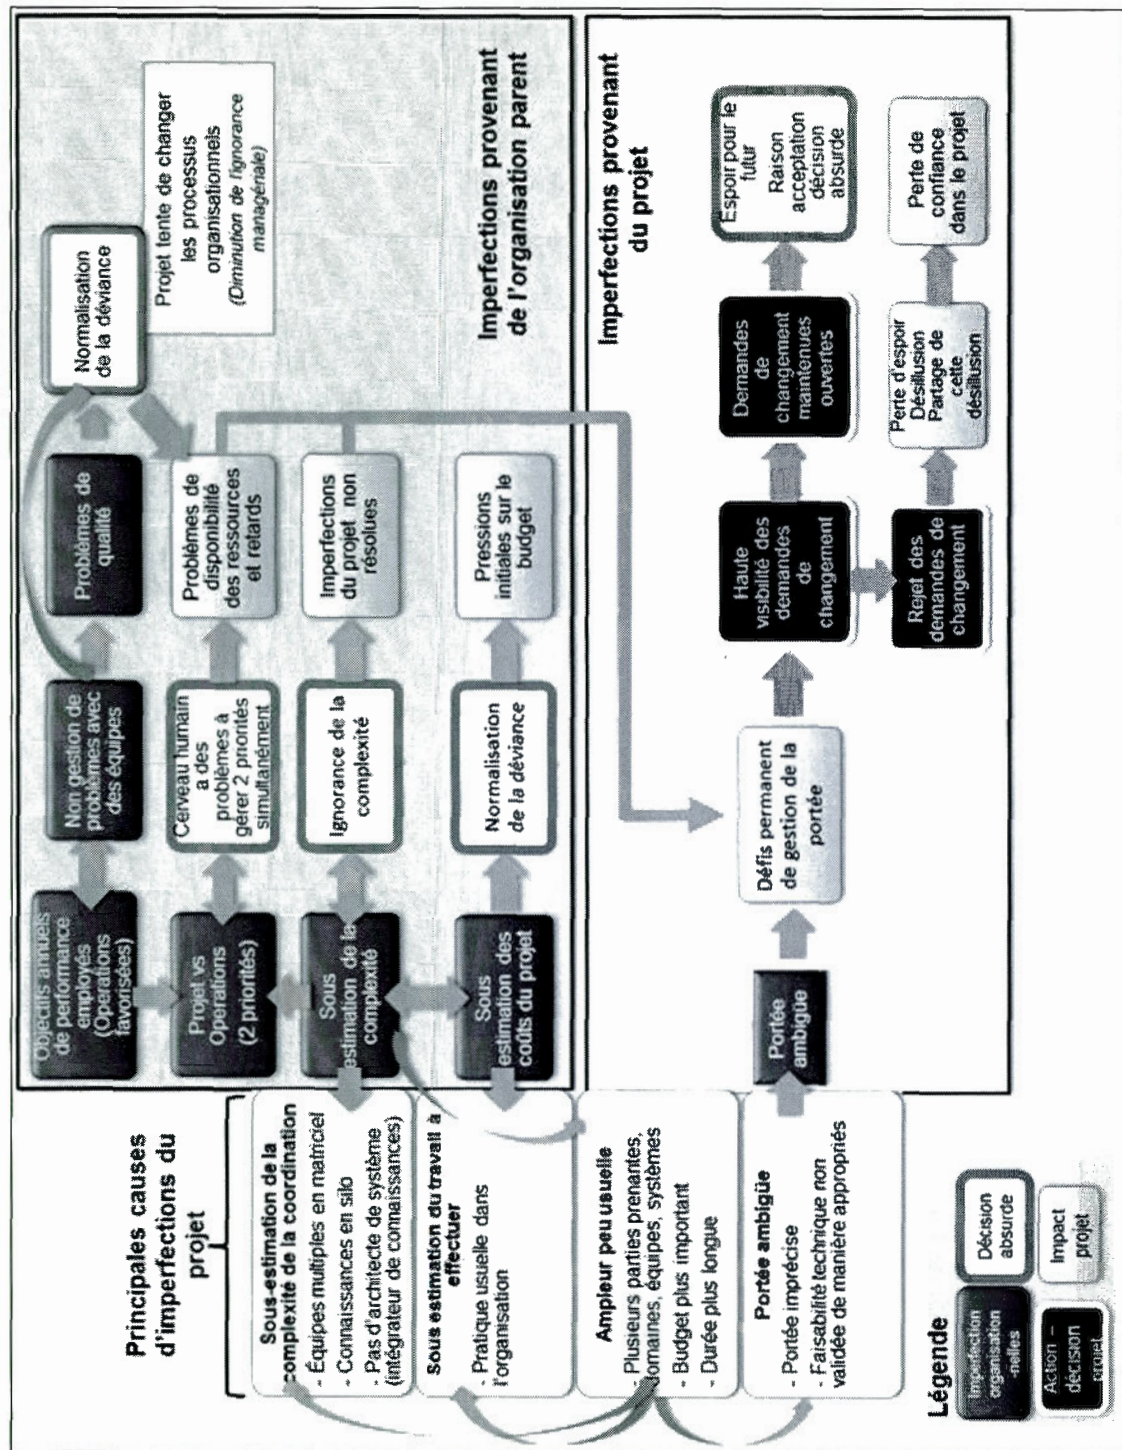 Principales causes
d'imperfections du
projet
Sous-estimation de la
complexité de la coordination
- Équipes multiples en matriciel
- Connaissances en silo
- Pas d'architecte de système
(intégrateur de connaissances)
Sous estimation du travail à
effectuer
- Pratique usuelle dans
l'organisation
Ampleur peu usuelle
- Plusieurs parties prenantes,
domaines, équipes, systèmes
- Budget plus important
- Durée plus longue
Portée ambigüe
- Portée imprécise
- Faisabilité technique non
validée de manière appropriés
Objectifs annuels
de performance
employés
(Operations
favorisées)
Non gestion de
problèmes avec
des équipes
Problèmes de
qualité
Normalisation
de la déviance
Projet tente de changer
les processus
organisationnels
(Diminution de l'ignorance
managériale)
Projet vs
Operations
(2 priorités)
Cerveau humain
a des
problèmes à
gérer 2 priorités
simultanément
Problèmes de
disponibilité
des ressources
et retards
Sous
estimation de la
complexité
Ignorance de la
complexité
Imperfections
du projet non
résolues
Sous
estimation des
coûts du projet
Normalisation
de la déviance
Pressions
initiales sur le
budget
Imperfections provenant
de l'organisation parent
Imperfections provenant
du projet
Portée
ambigue
Défis permanent
de gestion de la
portée
Haute
visibilité des
demandes
de
changement
Demandes
de
changement
maintenues
ouvertes
Espoir pour le
futur
Raison
acceptation
décision
absurde
Rejet des
demandes de
changement
Perte d'espoir
Désillusion
Partage de
cette
désillusion
Perte de
confiance
dans le projet
Légende
Imperfection
organisation
-nelles
Décision
absurde
Action –
décision
projet
Impact
projet